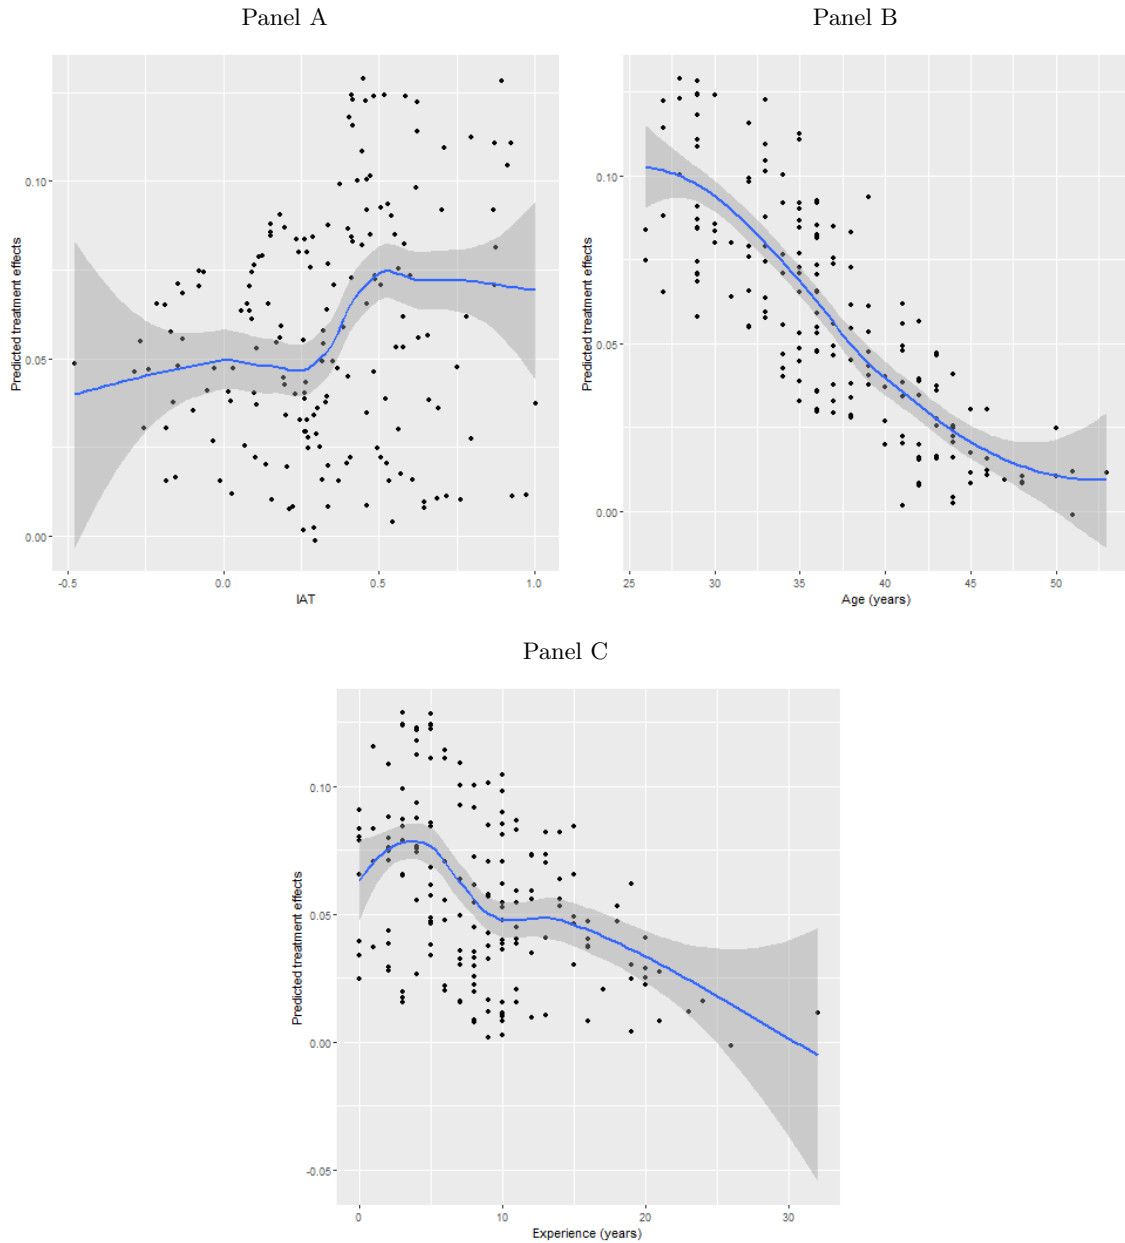 Panel A
Panel B
0.10
0.05
0.00
-0.5
0.0
0.5
1.0
IAT
Predicted treatment effects
0.10
0.05
0.00
25
30
35
40
45
50
Age (years)
Predicted treatment effects
Panel C
0.10
0.05
0.00
-0.05
0
10
20
30
Experience (years)
Predicted treatment effects